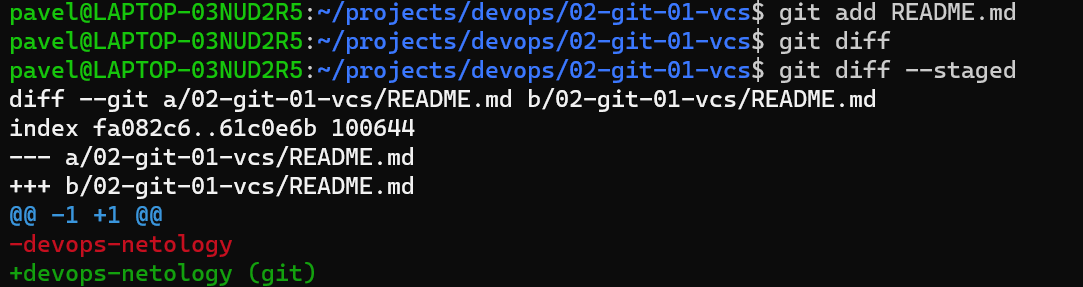 pavel@LAPTOP-03NUD2R5:~/projects/devops/02-git-01-vcs$ git add README.md
pavel@LAPTOP-03NUD2R5:~/projects/devops/02-git-01-vcs$ git diff
pavel@LAPTOP-03NUD2R5:~/projects/devops/02-git-01-vcs$ git diff --staged
diff --git a/02-git-01-vcs/README.md b/02-git-01-vcs/README.md
index fa082c6..61c0e6b 100644
--- a/02-git-01-vcs/README.md
+++ b/02-git-01-vcs/README.md
@@ -1 +1 @@
-devops-netology
+devops-netology (git)